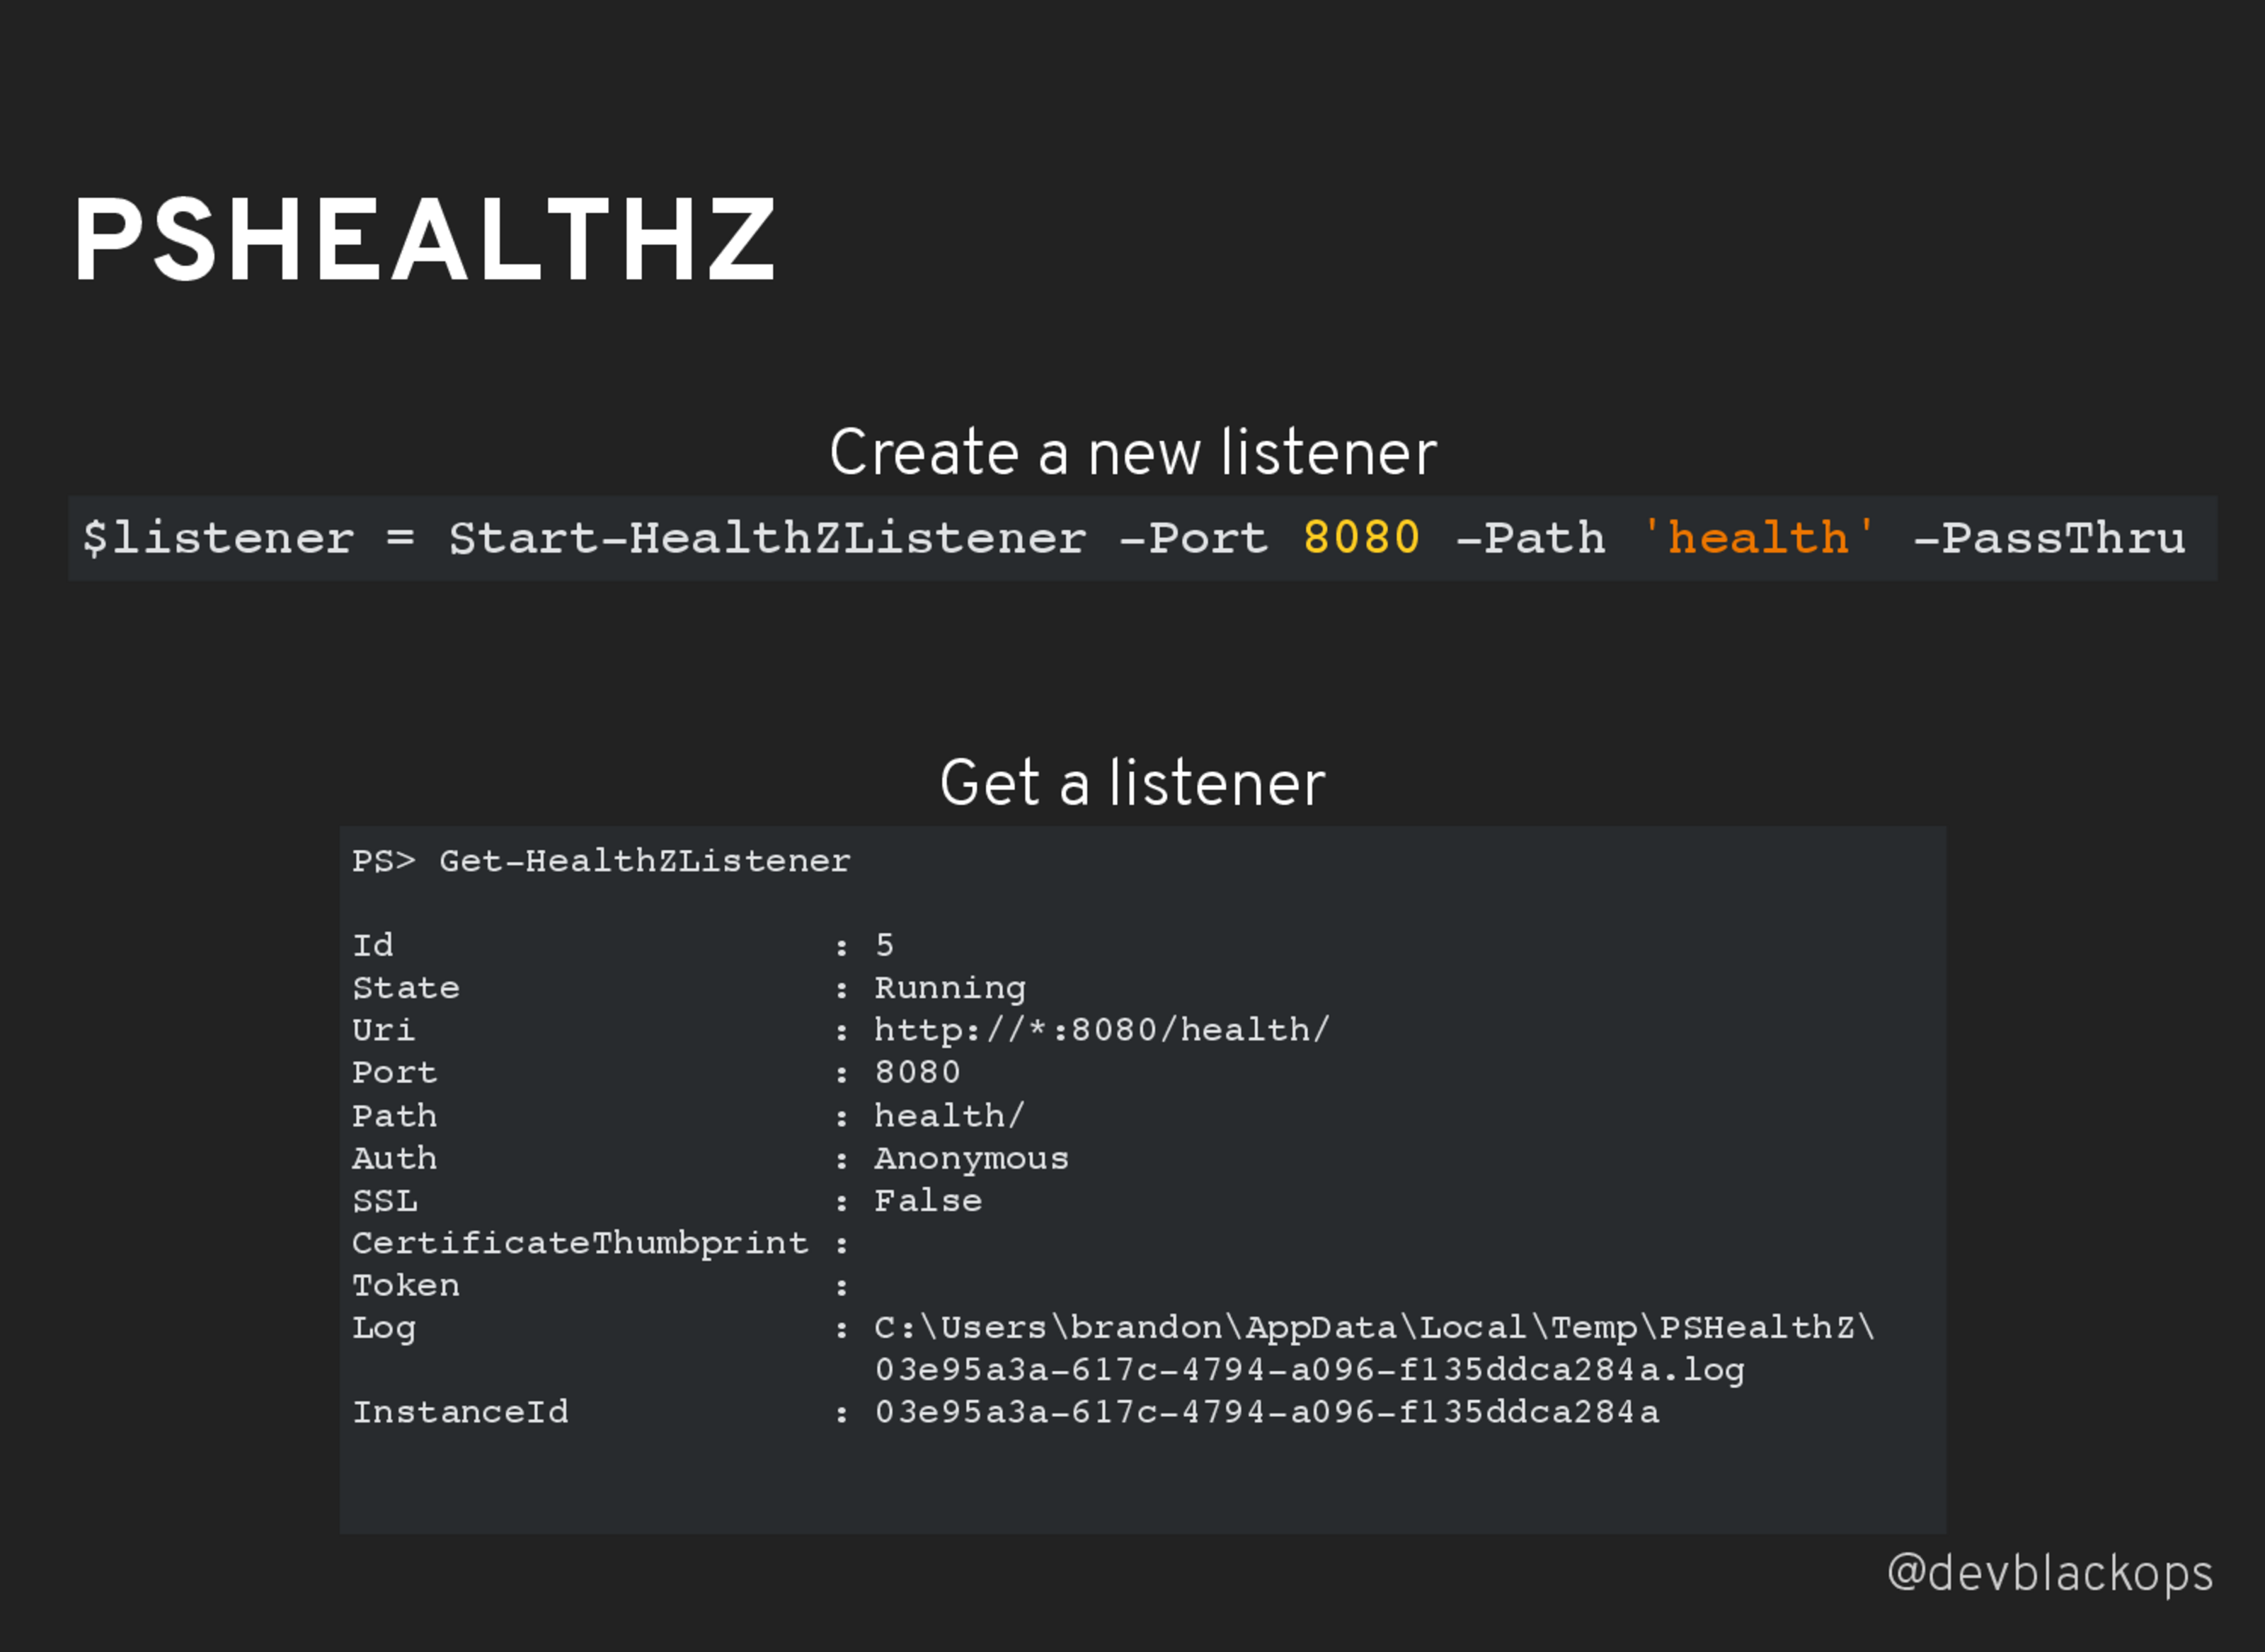 PSHEALTHZ
Create a new listener
$listener = Start-HealthZListener -Port 8080 -Path 'health' -PassThru
Get a listener
PS> Get-HealthZListener
Id : 5
State : Running
Uri : http://*:8080/health/
Port : 8080
Path : health/
Auth : Anonymous
SSL : False
CertificateThumbprint :
Token :
Log : C:\Users\brandon\AppData\Local\Temp\PSHealthZ\
03e95a3a-617c-4794-a096-f135ddca284a.log
InstanceId : 03e95a3a-617c-4794-a096-f135ddca284a
@devblackops